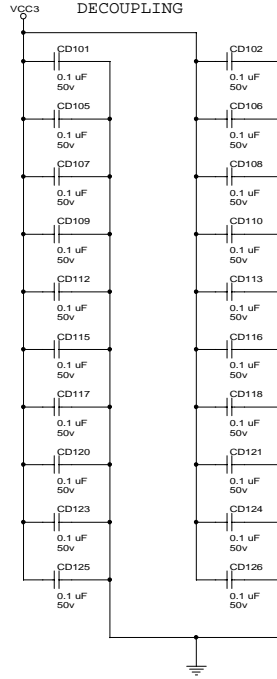 VCC3
DECOUPLING
CD101
0.1 uF
50v
CD102
0.1 uF
50v
CD105
0.1 uF
50v
CD106
0.1 uF
50v
CD107
0.1 uF
50v
CD108
0.1 uF
50v
CD109
0.1 uF
50v
CD110
0.1 uF
50v
CD112
0.1 uF
50v
CD113
0.1 uF
50v
CD115
0.1 uF
50v
CD116
0.1 uF
50v
CD117
0.1 uF
50v
CD118
0.1 uF
50v
CD120
0.1 uF
50v
CD121
0.1 uF
50v
CD123
0.1 uF
50v
CD124
0.1 uF
50v
CD125
0.1 uF
50v
CD126
0.1 uF
50v